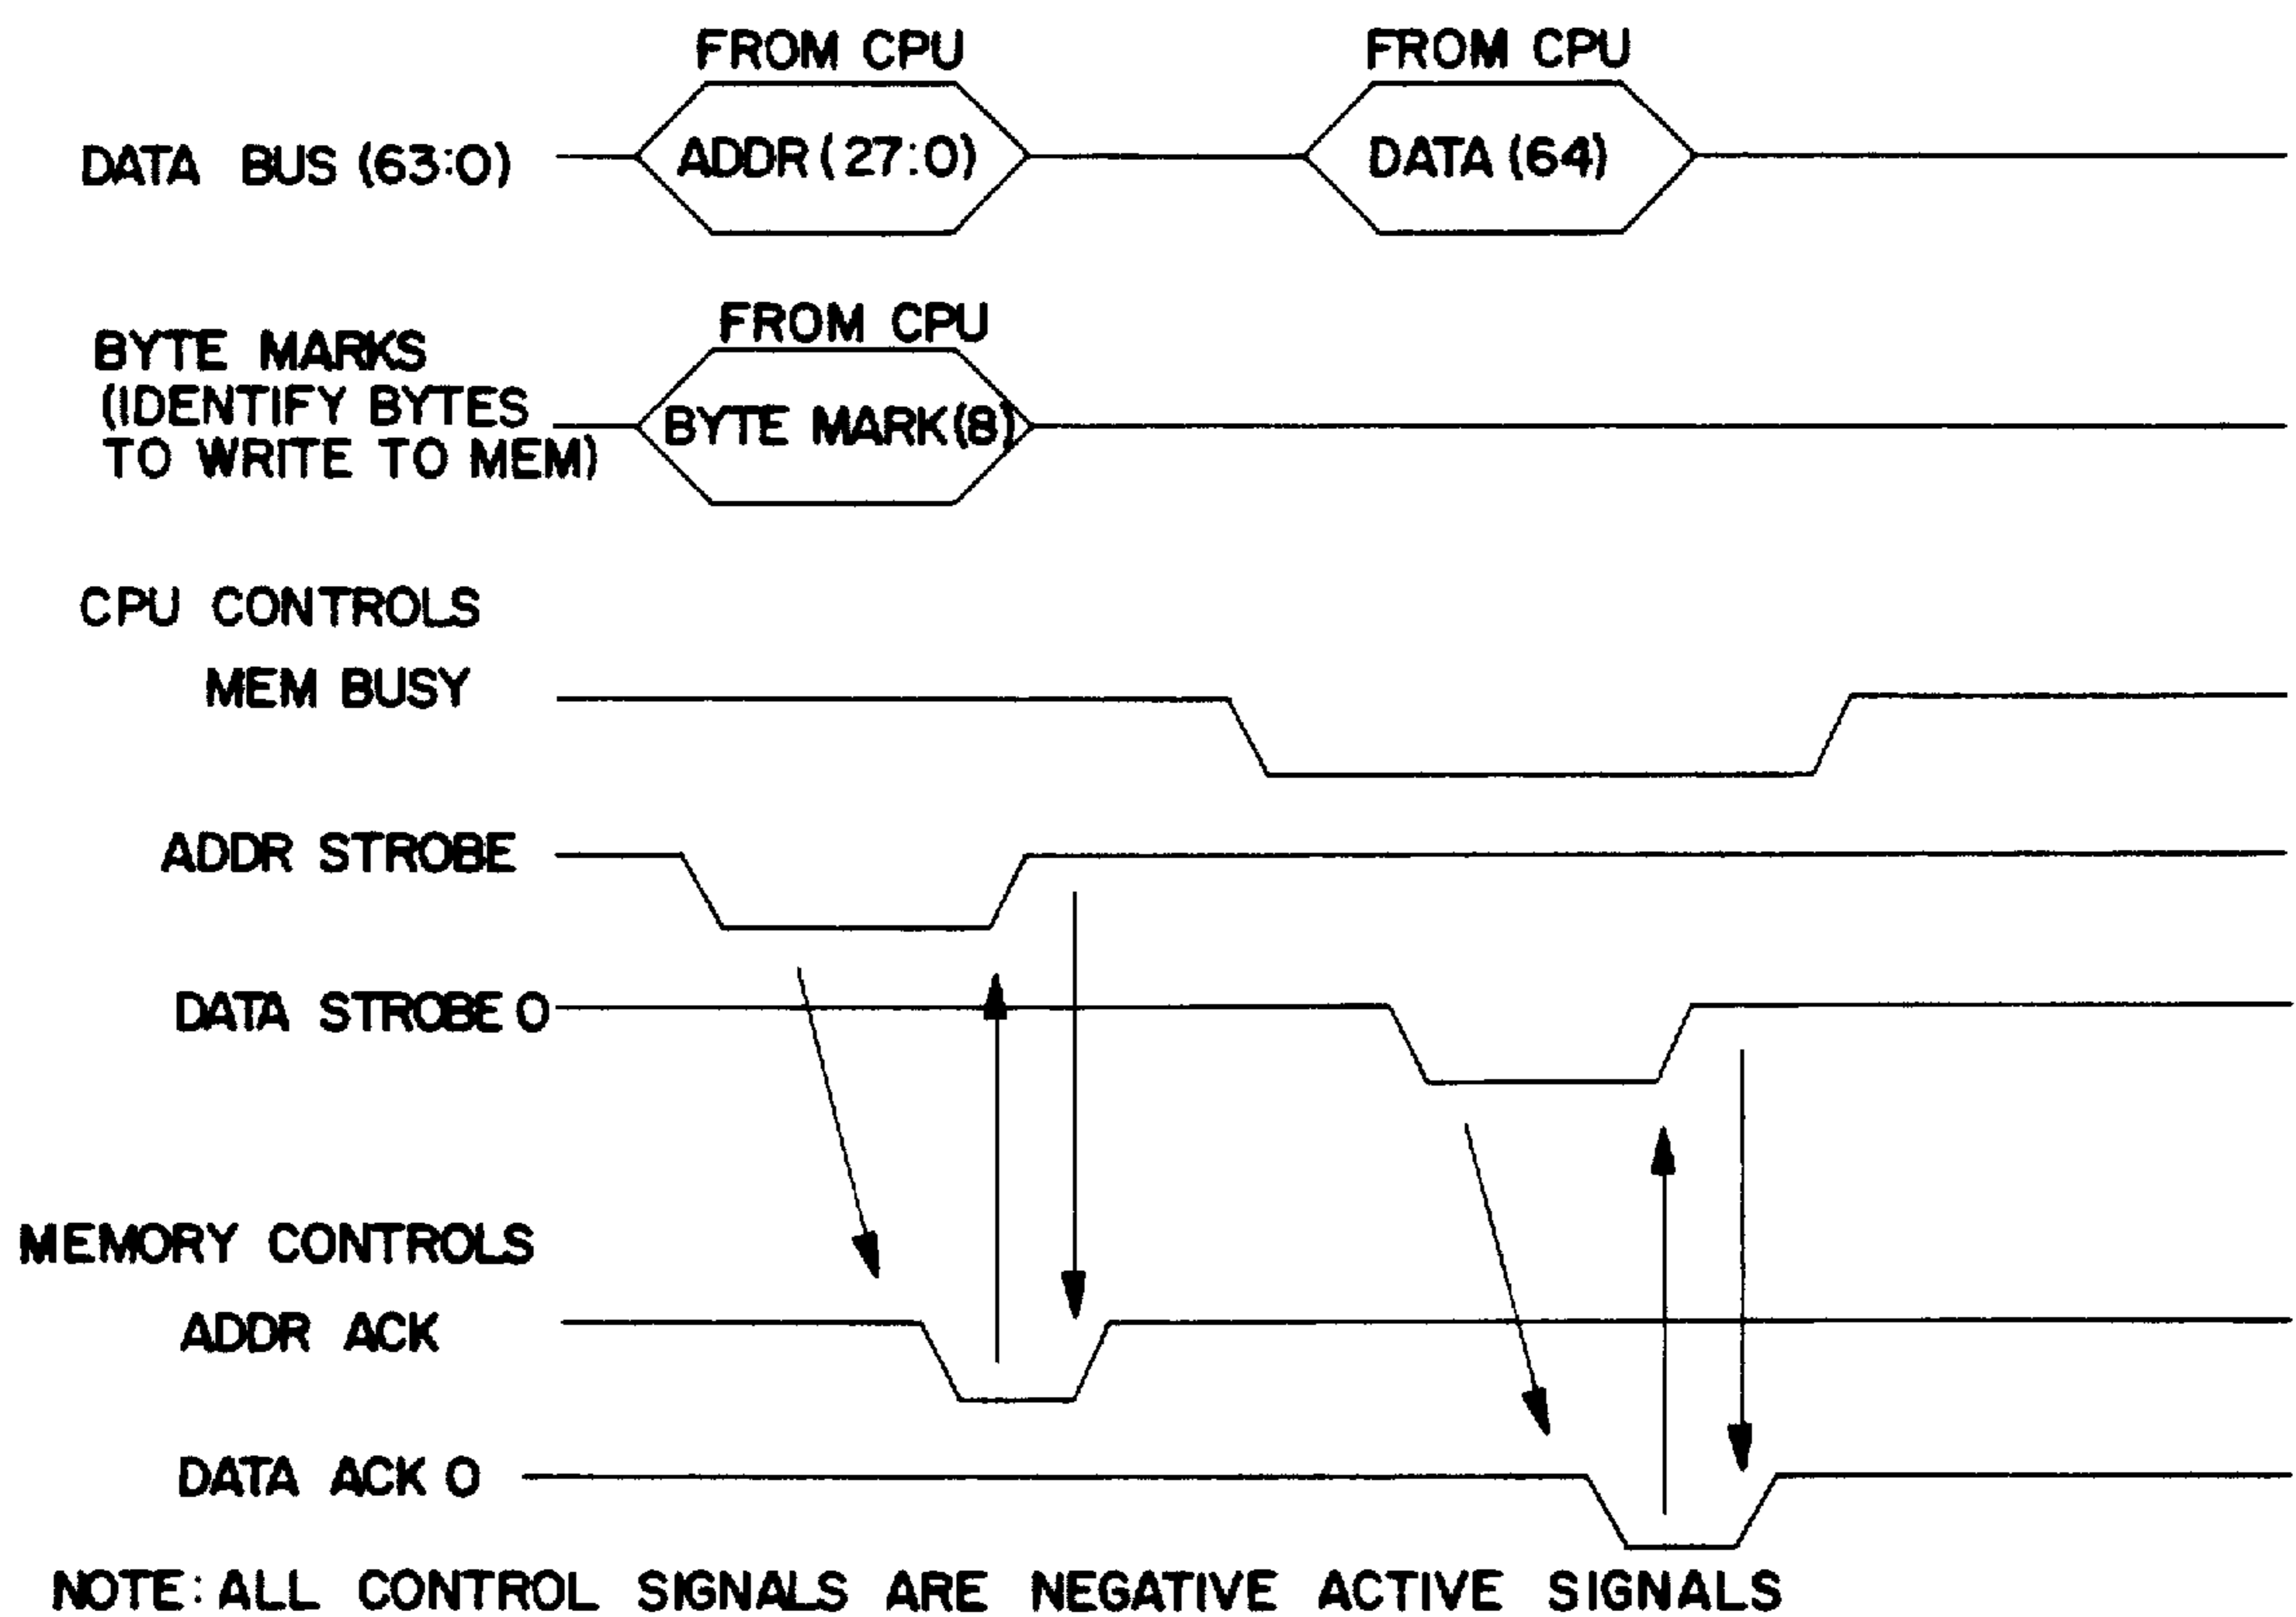 FROM CPU FROM CPU
DATA BUS (63:0) ADDR (27:0) DATA (64)
FROM CPU
BYTE MARKS
(IDENTIFY BYTES
TO WRITE TO MEM) BYTE MARK (8)
CPU CONTROLS
MEM BUSY
ADDR STROBE
DATA STROBE 0
MEMORY CONTROLS
ADDR ACK
DATA ACK 0
NOTE: ALL CONTROL SIGNALS ARE NEGATIVE ACTIVE SIGNALS